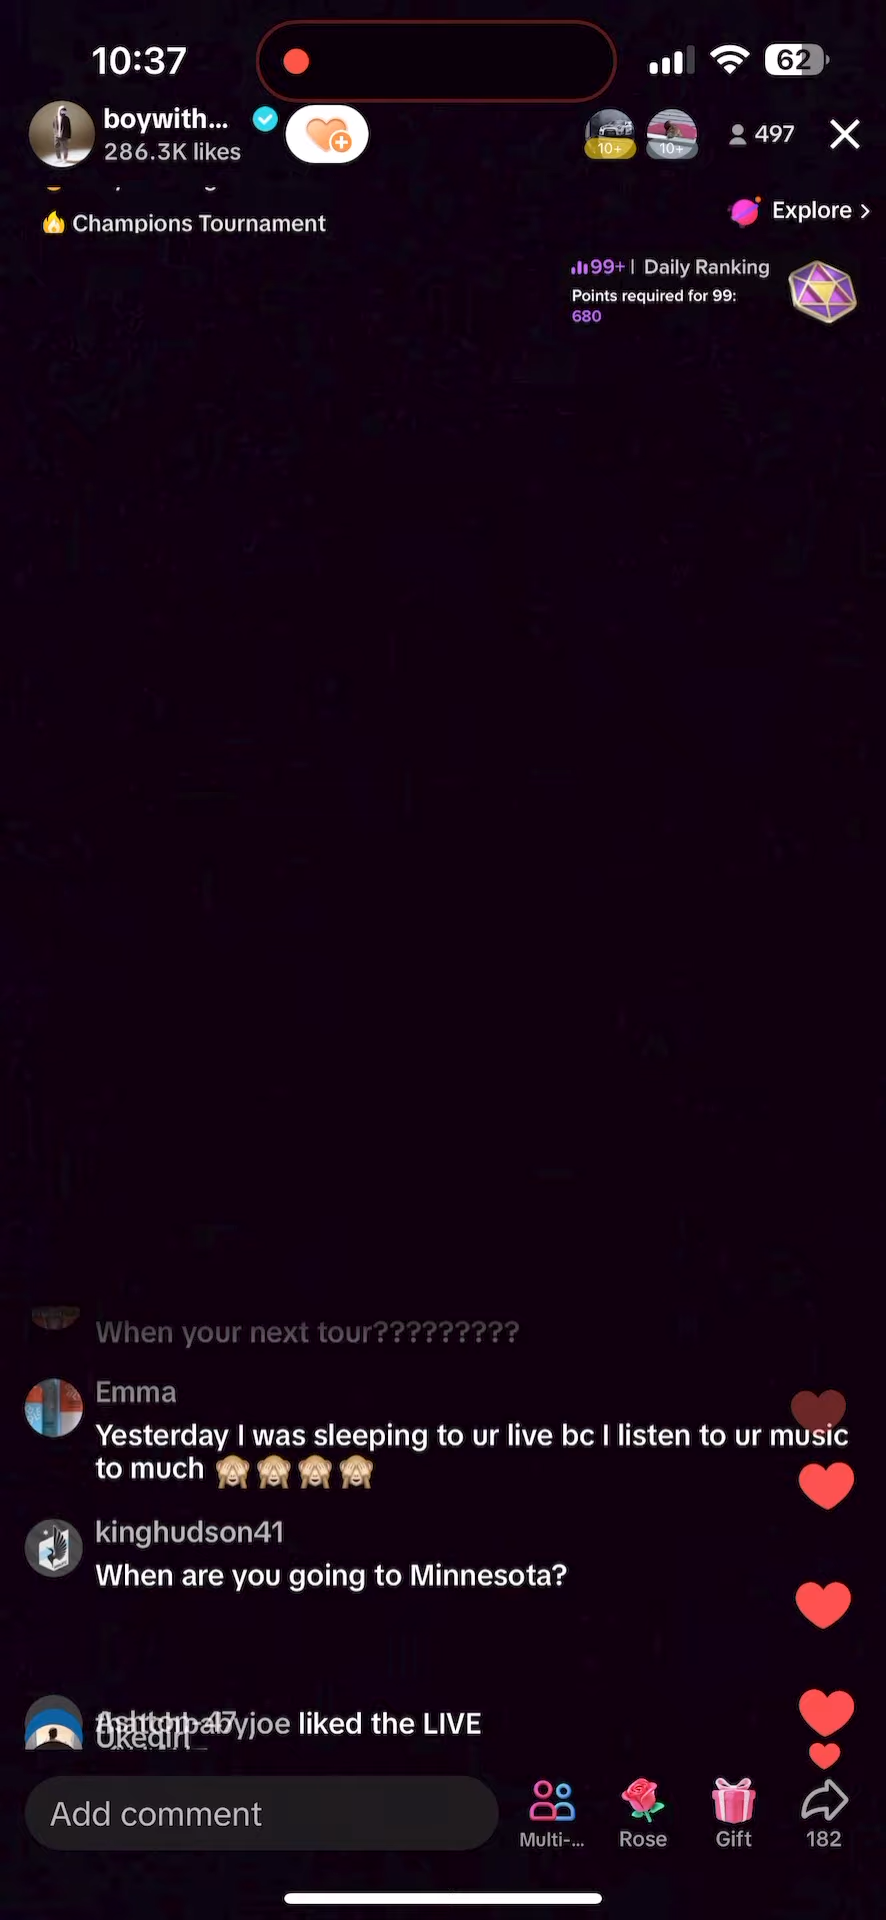 10:37
62
boywith...
286.3K likes
10+
10+
497
🔥 Champions Tournament
Explore >
99+ | Daily Ranking
Points required for 99:
680
When your next tour?????????
Emma
Yesterday I was sleeping to ur live bc I listen to ur music
to much 🙈🙈🙈🙈
kinghudson41
When are you going to Minnesota?
liked the LIVE
Add comment
Multi-...
Rose
Gift
182